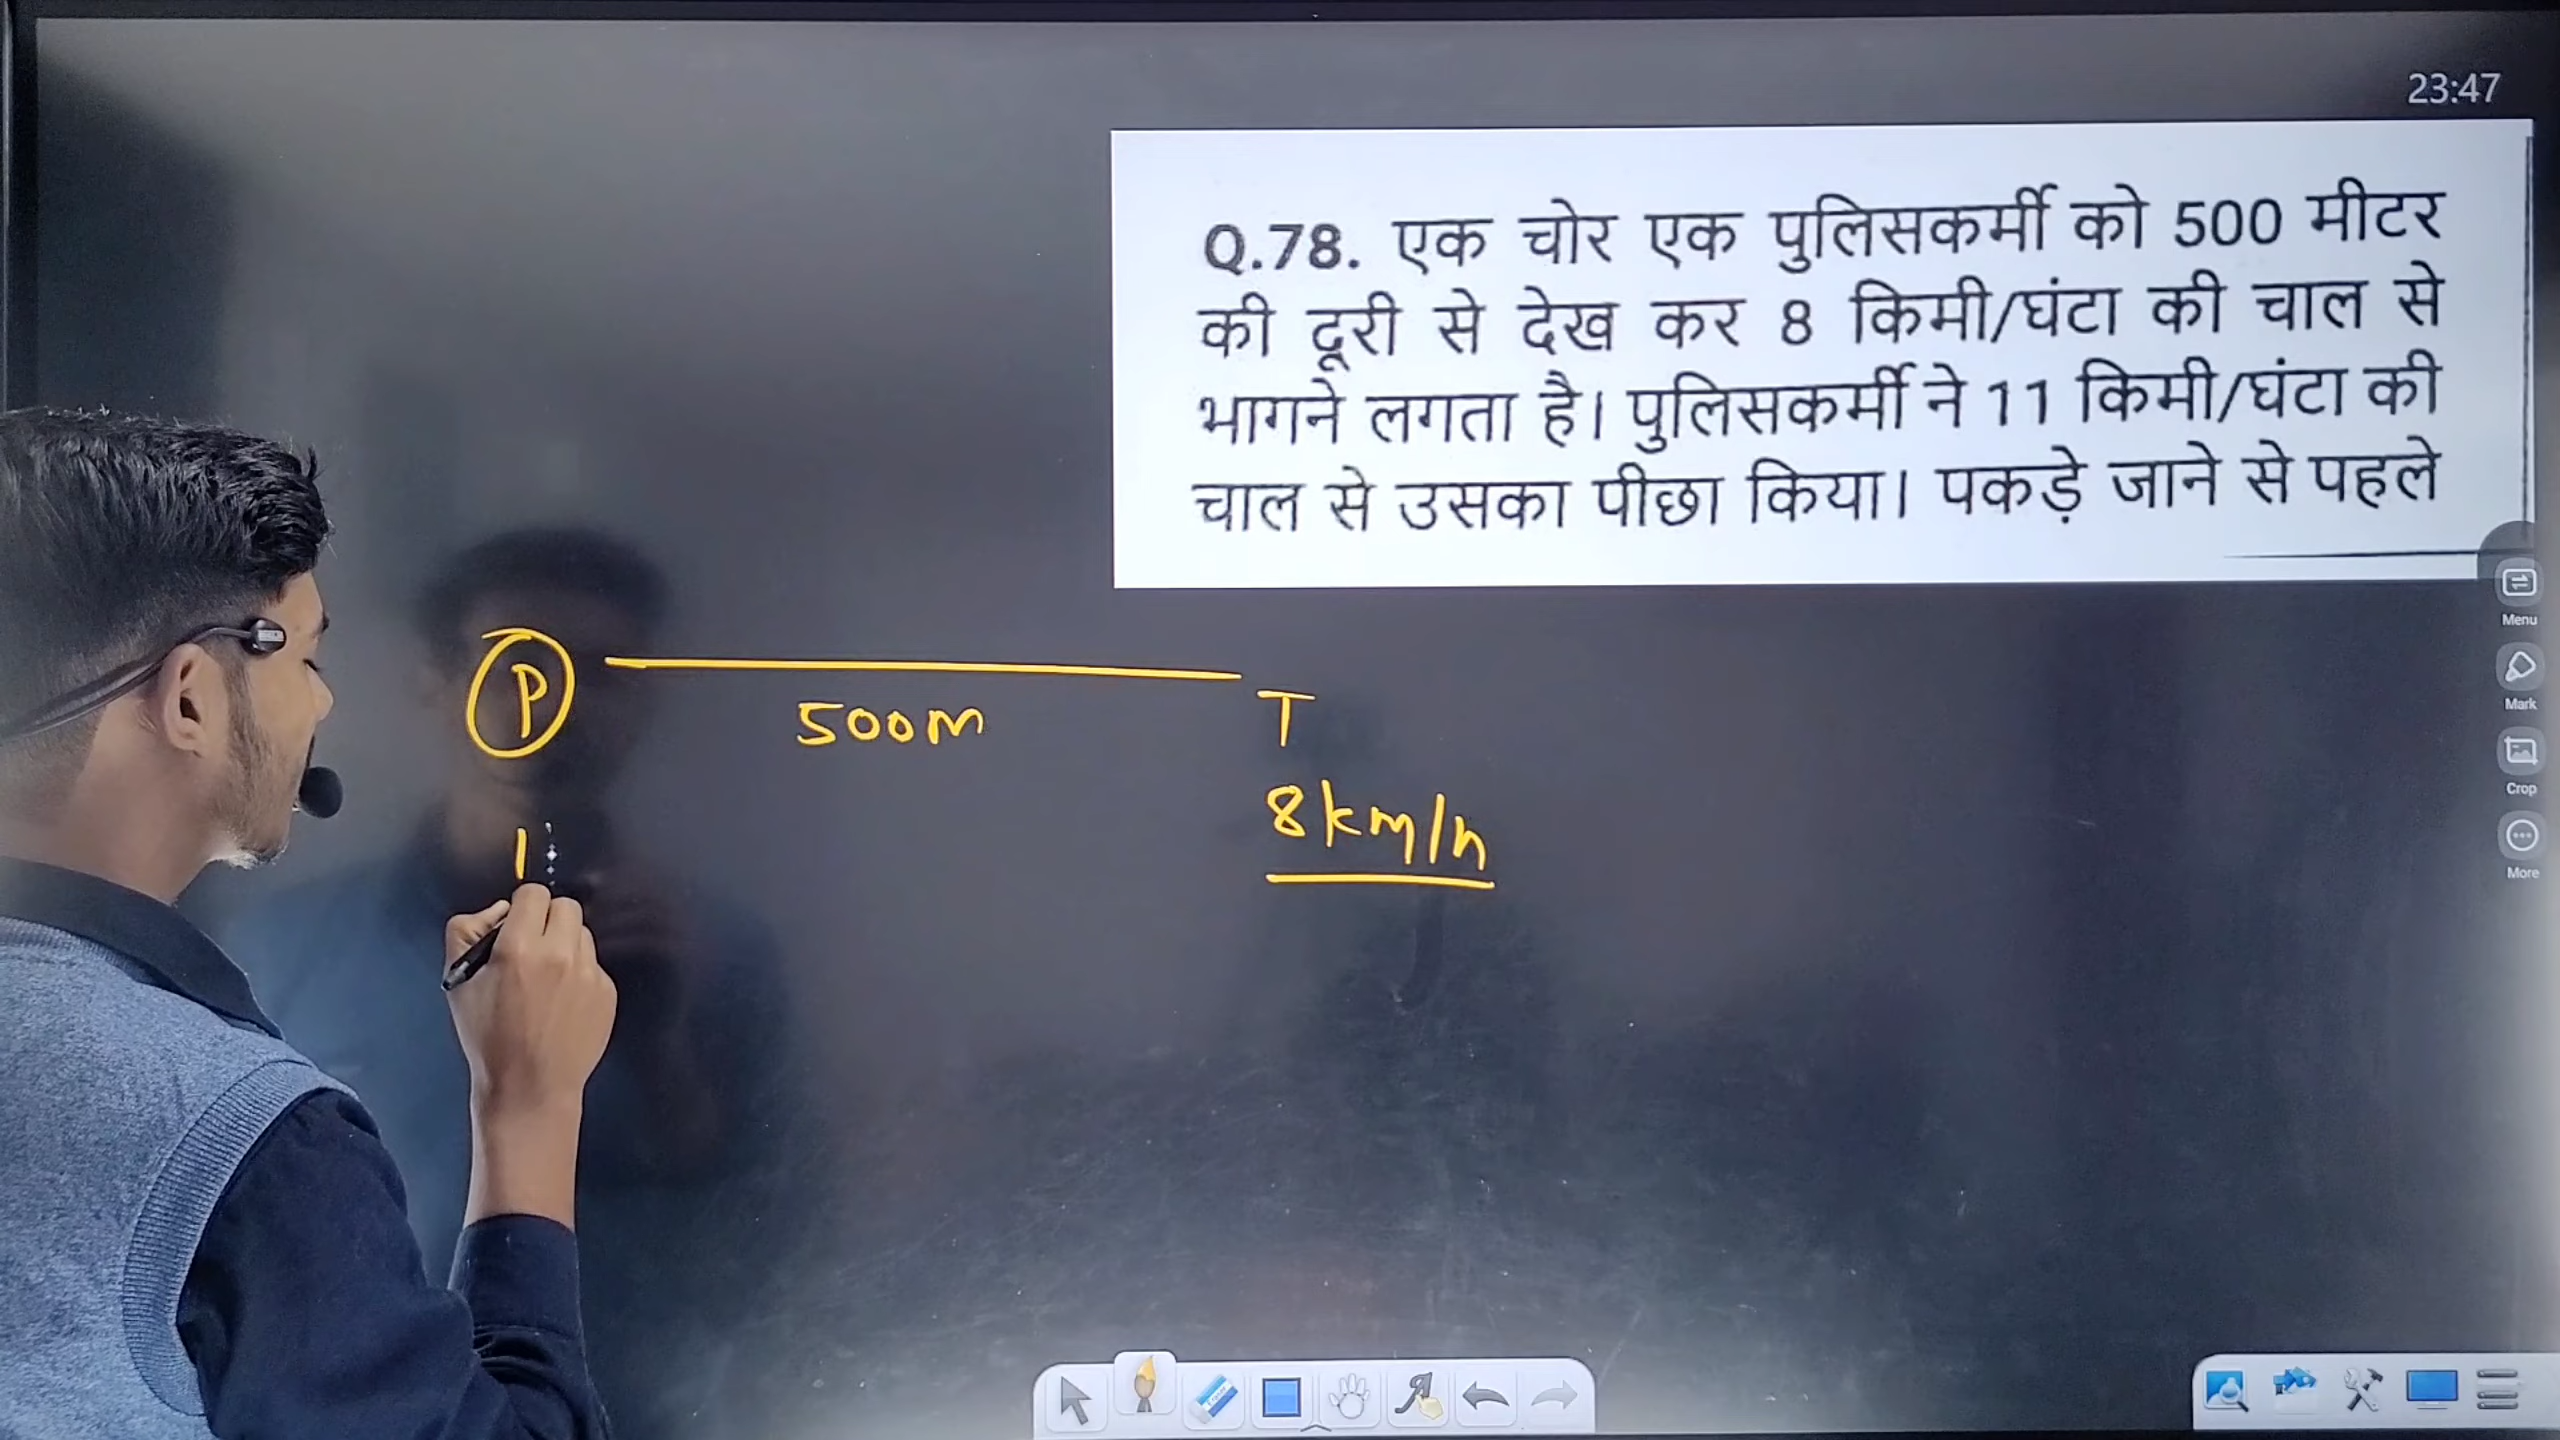 23:47
Q.78. एक चोर एक पुलिसकर्मी को 500 मीटर
की दूरी से देख कर 8 किमी/घंटा की चाल से
भागने लगता है। पुलिसकर्मी ने 11 किमी/घंटा की
चाल से उसका पीछा किया। पकड़े जाने से पहले
P
500m
T
8km/h
1
Menu
Mark
Crop
More